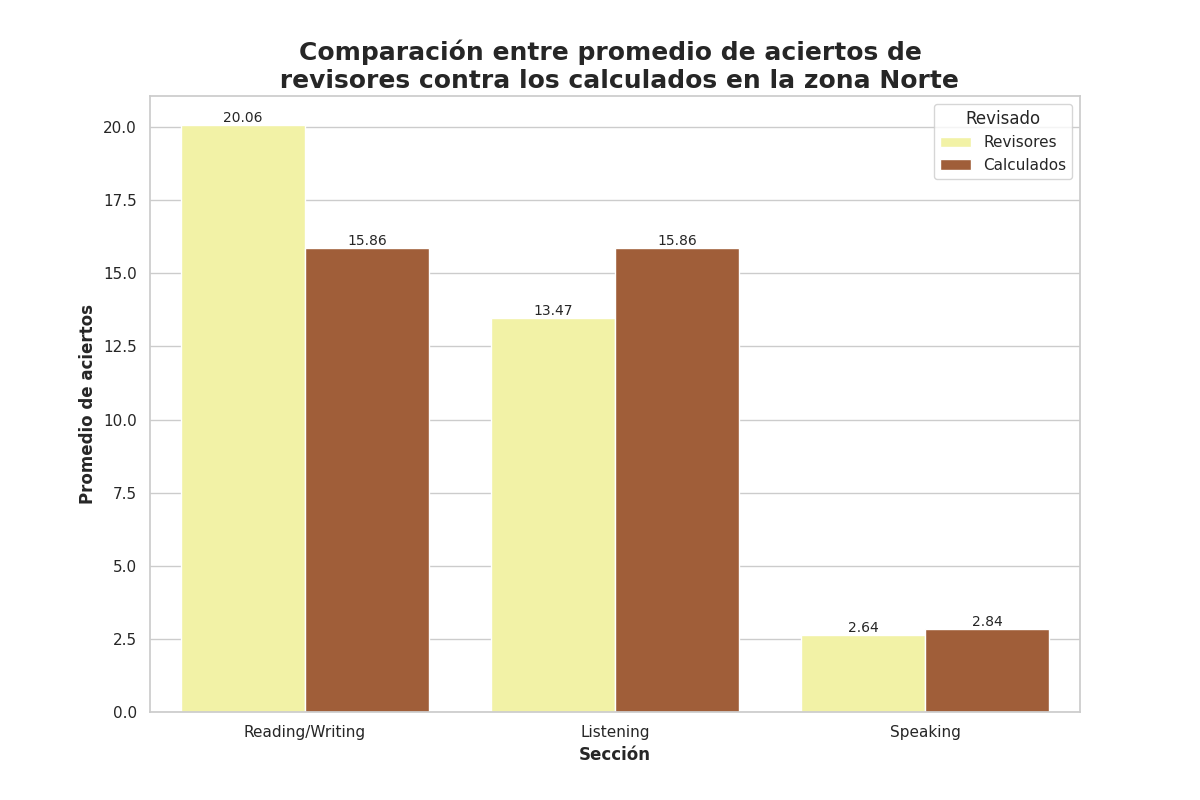 Comparación entre promedio de aciertos de
revisores contra los calculados en la zona Norte
Promedio de aciertos
20.0
17.5
15.0
12.5
10.0
7.5
5.0
2.5
0.0
20.06
15.86
13.47
15.86
2.64
2.84
Revisado
Revisores
Calculados
Reading/Writing
Listening
Speaking
Sección